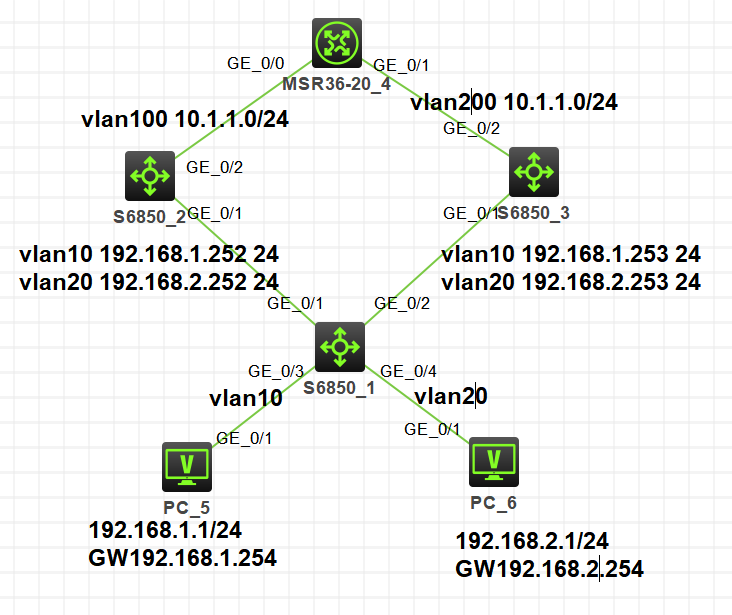 GE_0/0
GE_0/1
MSR36-20_4
vlan100 10.1.1.0/24
vlan200 10.1.1.0/24
GE_0/2
GE_0/2
S6850_2
GE_0/1
GE_0/1
S6850_3
vlan10 192.168.1.252 24
vlan20 192.168.2.252 24
vlan10 192.168.1.253 24
vlan20 192.168.2.253 24
GE_0/1
GE_0/2
GE_0/3
S6850_1
GE_0/4
vlan10
vlan20
GE_0/1
GE_0/1
PC_5
192.168.1.1/24
GW192.168.1.254
PC_6
192.168.2.1/24
GW192.168.2.254